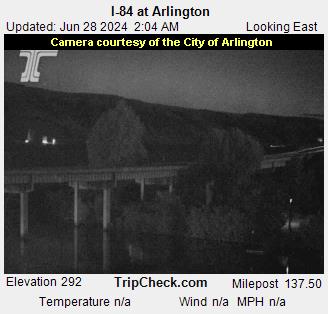 I-84 at Arlington
Updated: Jun 28 2024 2:04 AM Looking East
Camera courtesy of the City of Arlington
Elevation 292 TripCheck.com Milepost 137.50
Temperature n/a Wind n/a MPH n/a